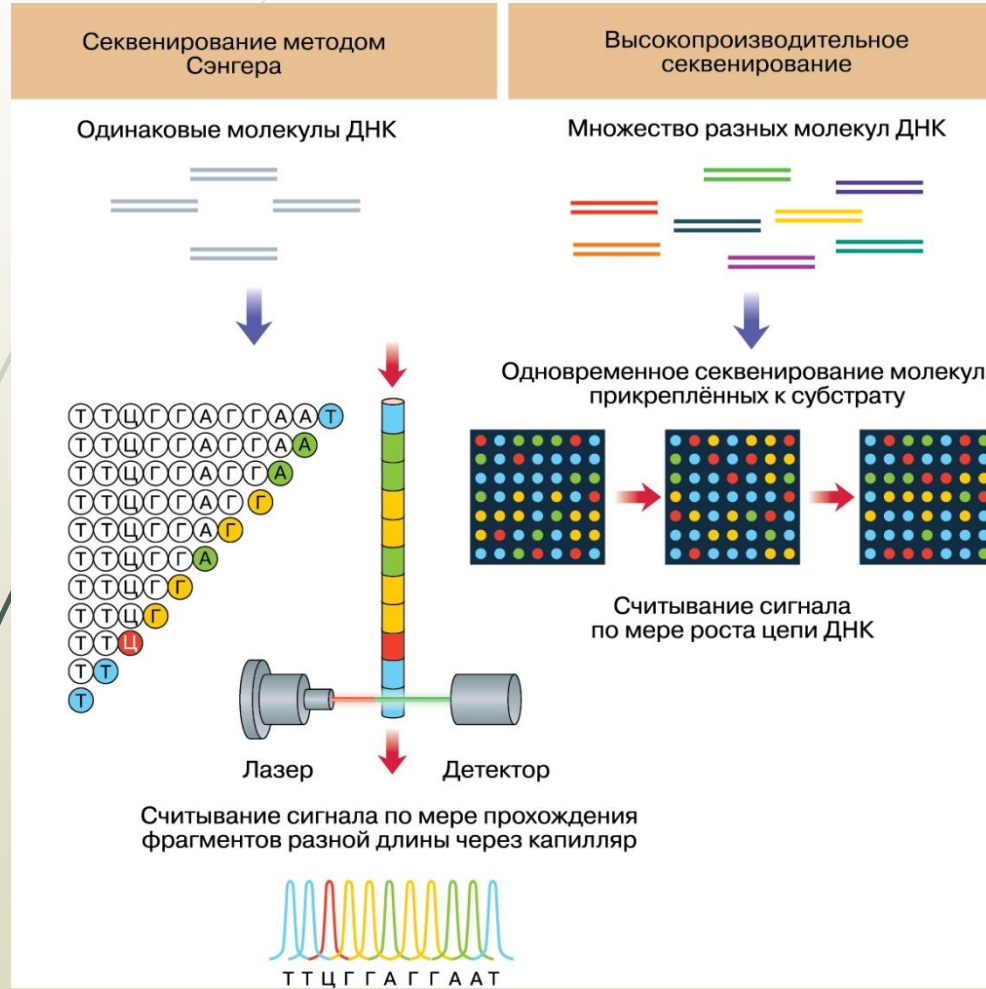 Секвенирование методом
Сэнгера
Высокопроизводительное
секвенирование
Одинаковые молекулы ДНК
Множество разных молекул ДНК
Одновременное секвенирование молекул
прикреплённых к субстрату
ТТЦГГАГГААТ
ТТЦГГАГГАА
ТТЦГГАГГА
ТТЦГГАГГ
ТТЦГГАГ
ТТЦГГА
ТТЦГГ
ТТЦГ
ТТЦ
ТТ
Т
Считывание сигнала
по мере роста цепи ДНК
Лазер
Детектор
Считывание сигнала по мере прохождения
фрагментов разной длины через капилляр
Т Т Ц Г Г А Г Г А А Т